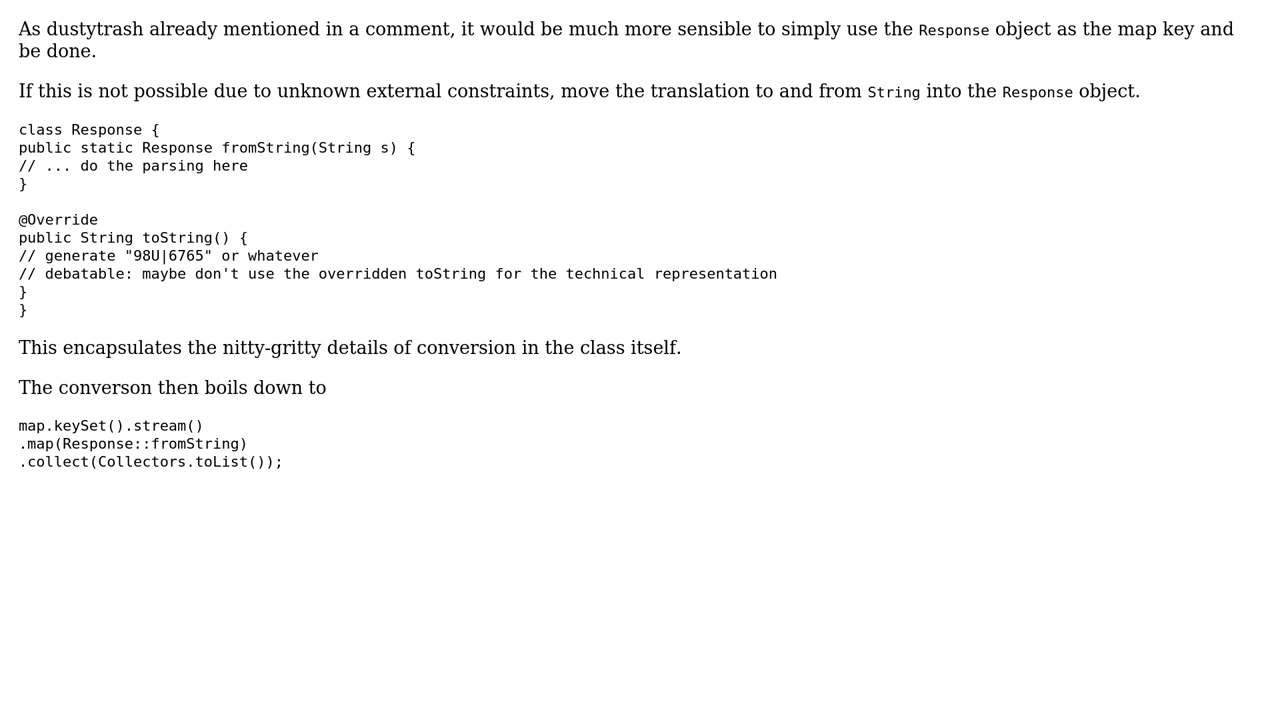 As dustytrash already mentioned in a comment, it would be much more sensible to simply use the Response object as the map key and
be done.
If this is not possible due to unknown external constraints, move the translation to and from String into the Response object.
class Response {
public static Response fromString(String s) {
// ... do the parsing here
}
@Override
public String toString() {
// generate "98U|6765" or whatever
// debatable: maybe don't use the overridden toString for the technical representation
}
}
This encapsulates the nitty-gritty details of conversion in the class itself.
The converson then boils down to
map.keySet().stream()
.map(Response::fromString)
.collect(Collectors.toList());